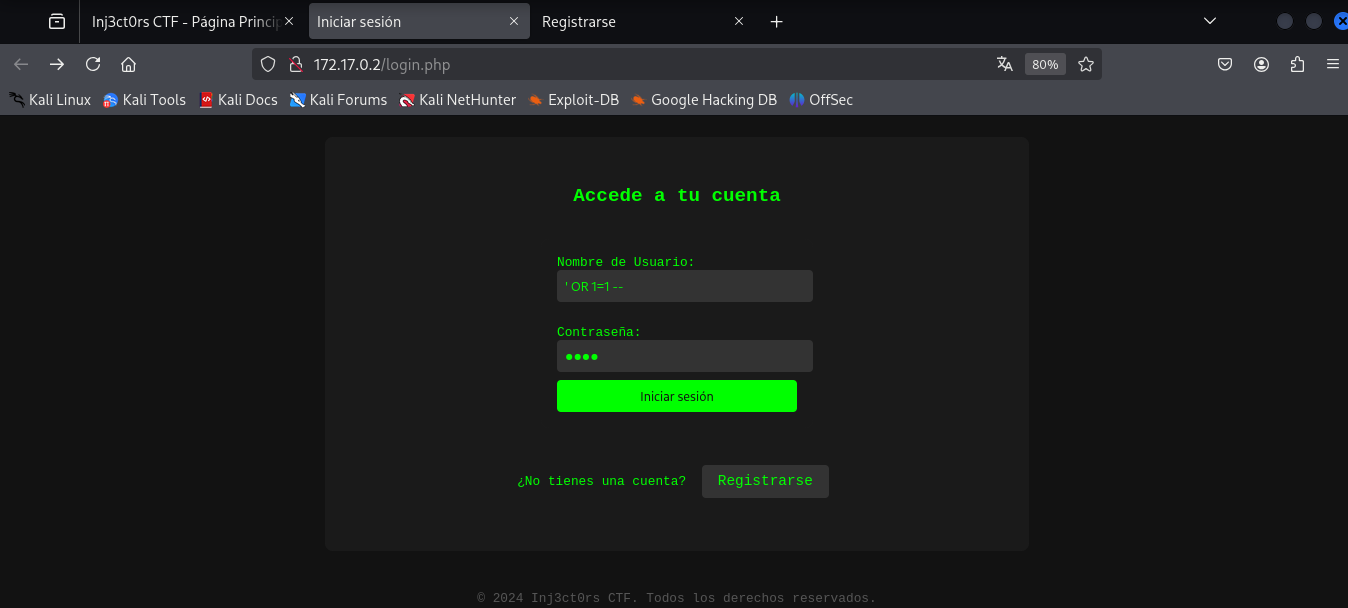 Inj3ct0rs CTF - Página Princip
Iniciar sesión
Registrarse
172.17.0.2/login.php
80%
Kali Linux
Kali Tools
Kali Docs
Kali Forums
Kali NetHunter
Exploit-DB
Google Hacking DB
OffSec
Accede a tu cuenta
Nombre de Usuario:
' OR 1=1 --
Contraseña:
Iniciar sesión
¿No tienes una cuenta?
Registrarse
© 2024 Inj3ct0rs CTF. Todos los derechos reservados.